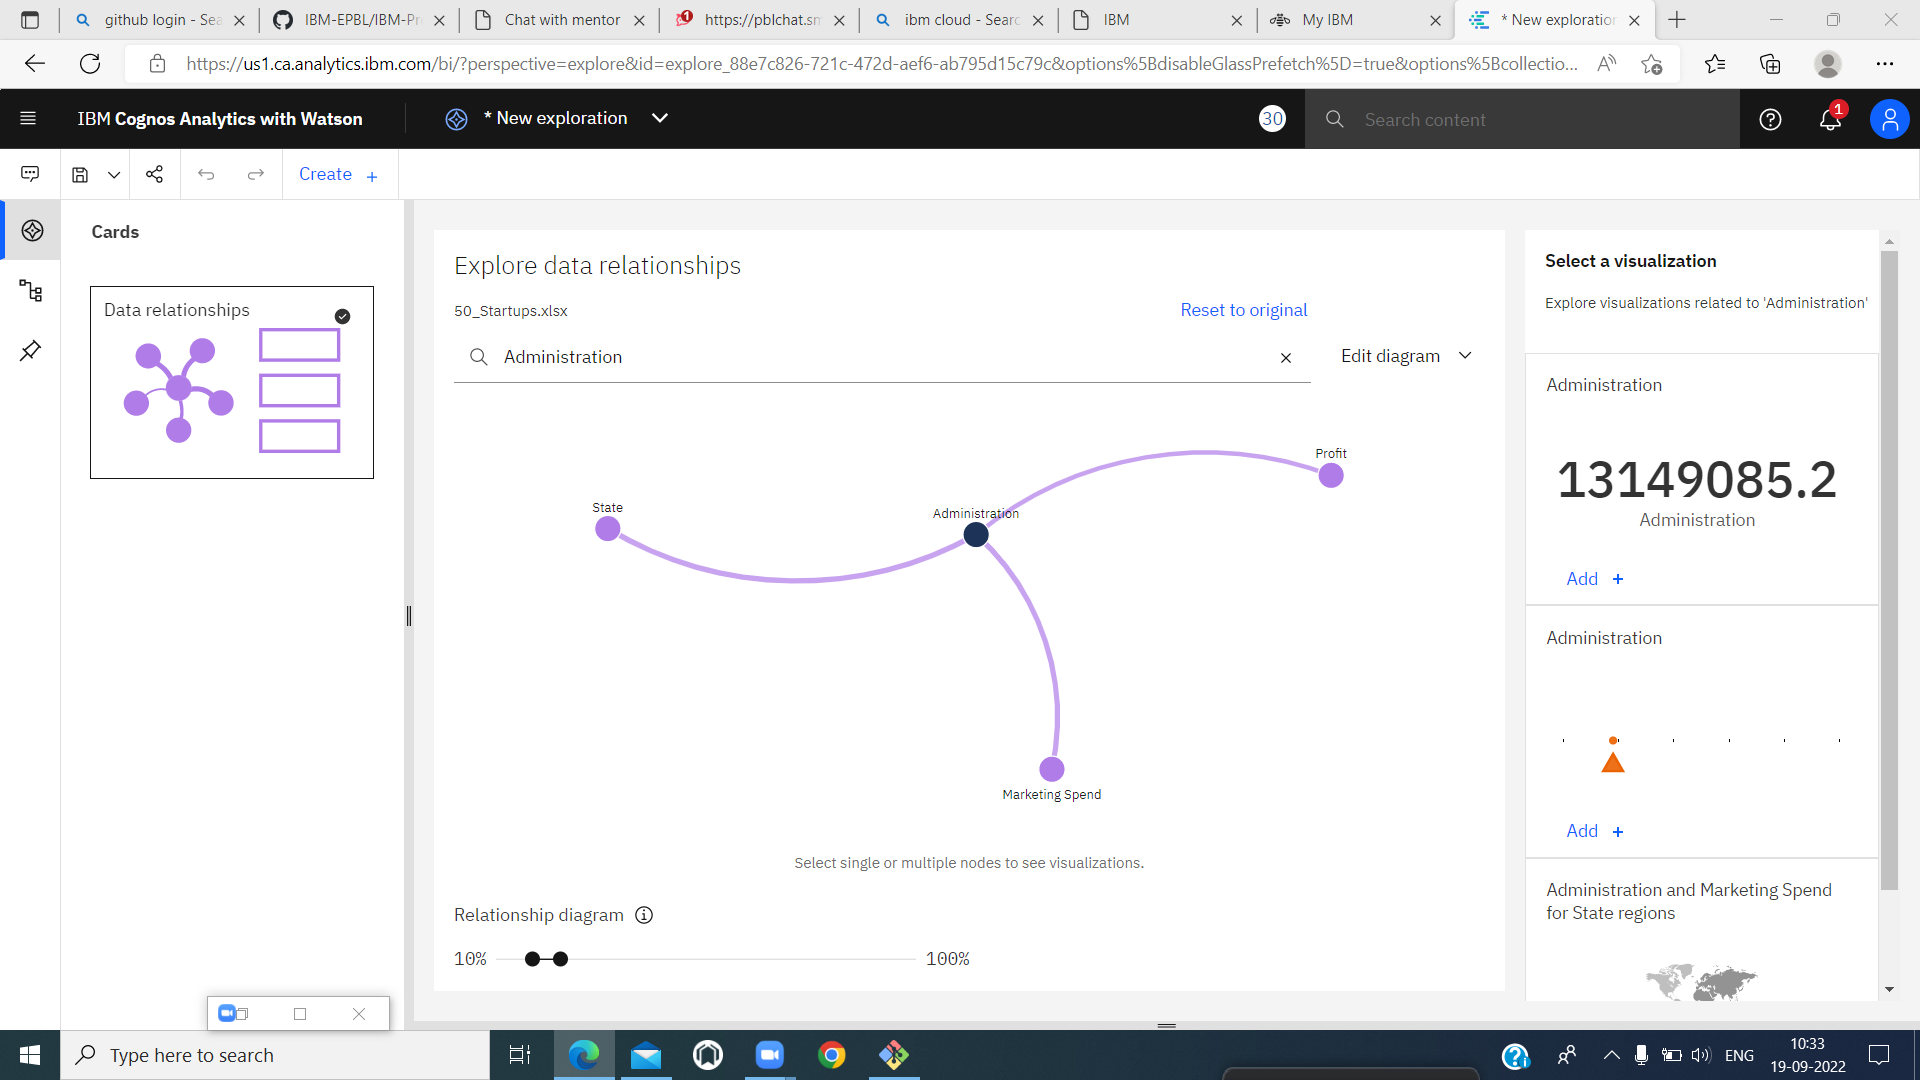 github login - Sea
IBM-EPBL/IBM-Pr
Chat with mentor
https://pblchat.sm
ibm cloud - Searc
IBM
My IBM
* New exploration
https://us1.ca.analytics.ibm.com/bi/?perspective=explore&id=explore_88e7c826-721c-472d-aef6-ab795d15c79c&options%5BdisableGlassPrefetch%5D=true&options%5Bcollectio...
IBM Cognos Analytics with Watson
* New exploration
30
Search content
1
Create +
Cards
Data relationships
Explore data relationships
50_Startups.xlsx
Reset to original
Administration
Edit diagram
State
Administration
Profit
Marketing Spend
Select single or multiple nodes to see visualizations.
Relationship diagram
10%
100%
Select a visualization
Explore visualizations related to 'Administration'
Administration
13149085.2
Administration
Add +
Administration
Add +
Administration and Marketing Spend
for State regions
Type here to search
ENG
10:33
19-09-2022